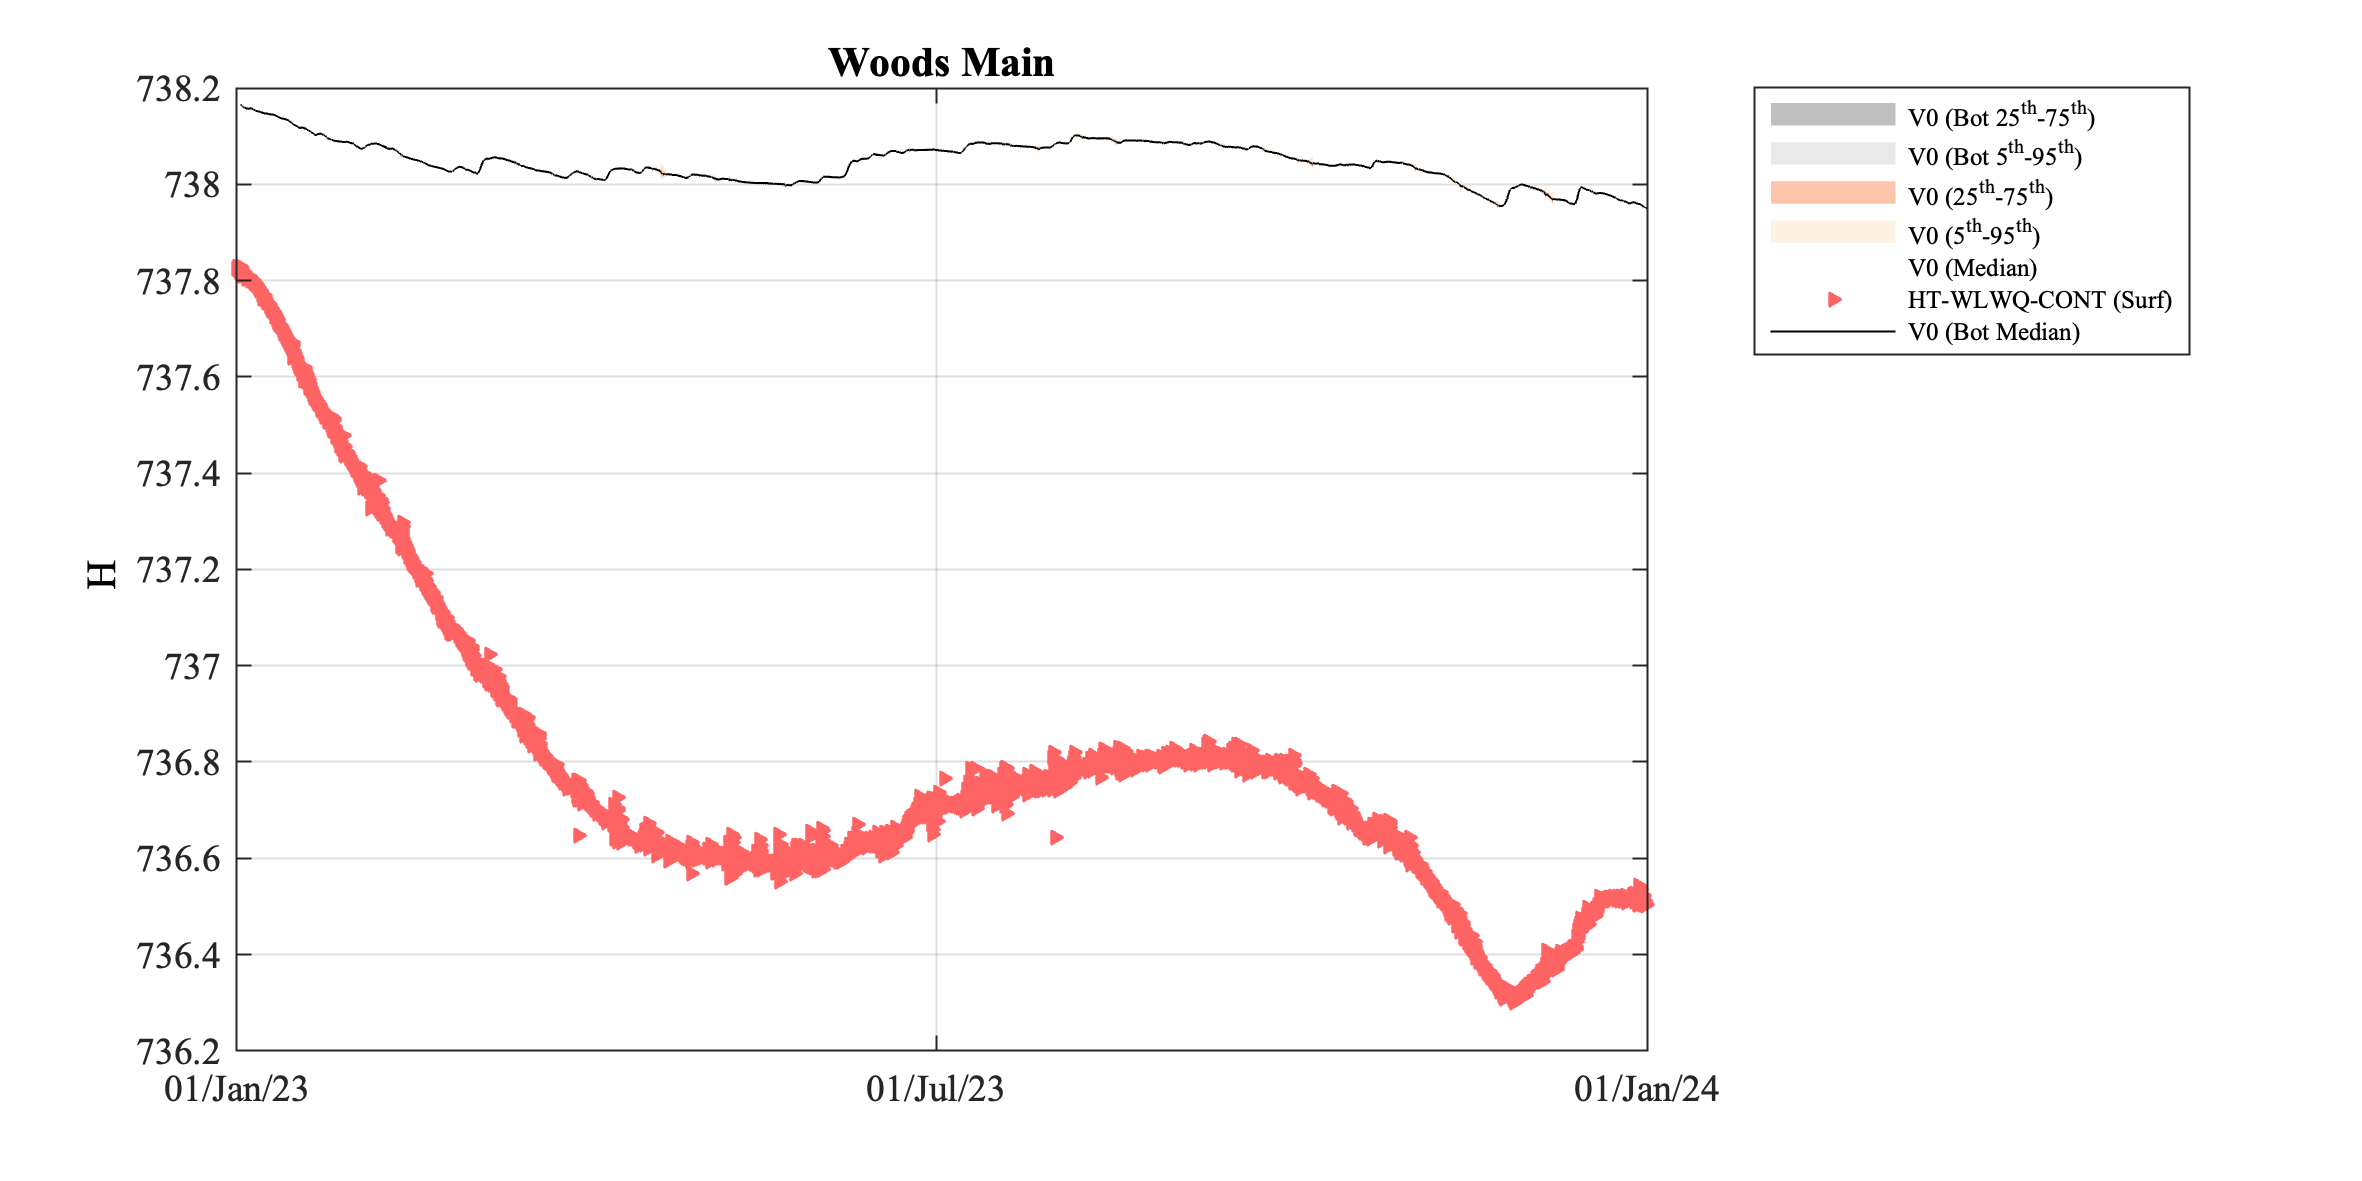 Woods Main
738.2
738
737.8
737.6
737.4
737.2
737
736.8
736.6
736.4
736.2
H
01/Jan/23
01/Jul/23
01/Jan/24
V0 (Bot 25th-75th)
V0 (Bot 5th-95th)
V0 (25th-75th)
V0 (5th-95th)
V0 (Median)
HT-WLWQ-CONT (Surf)
V0 (Bot Median)